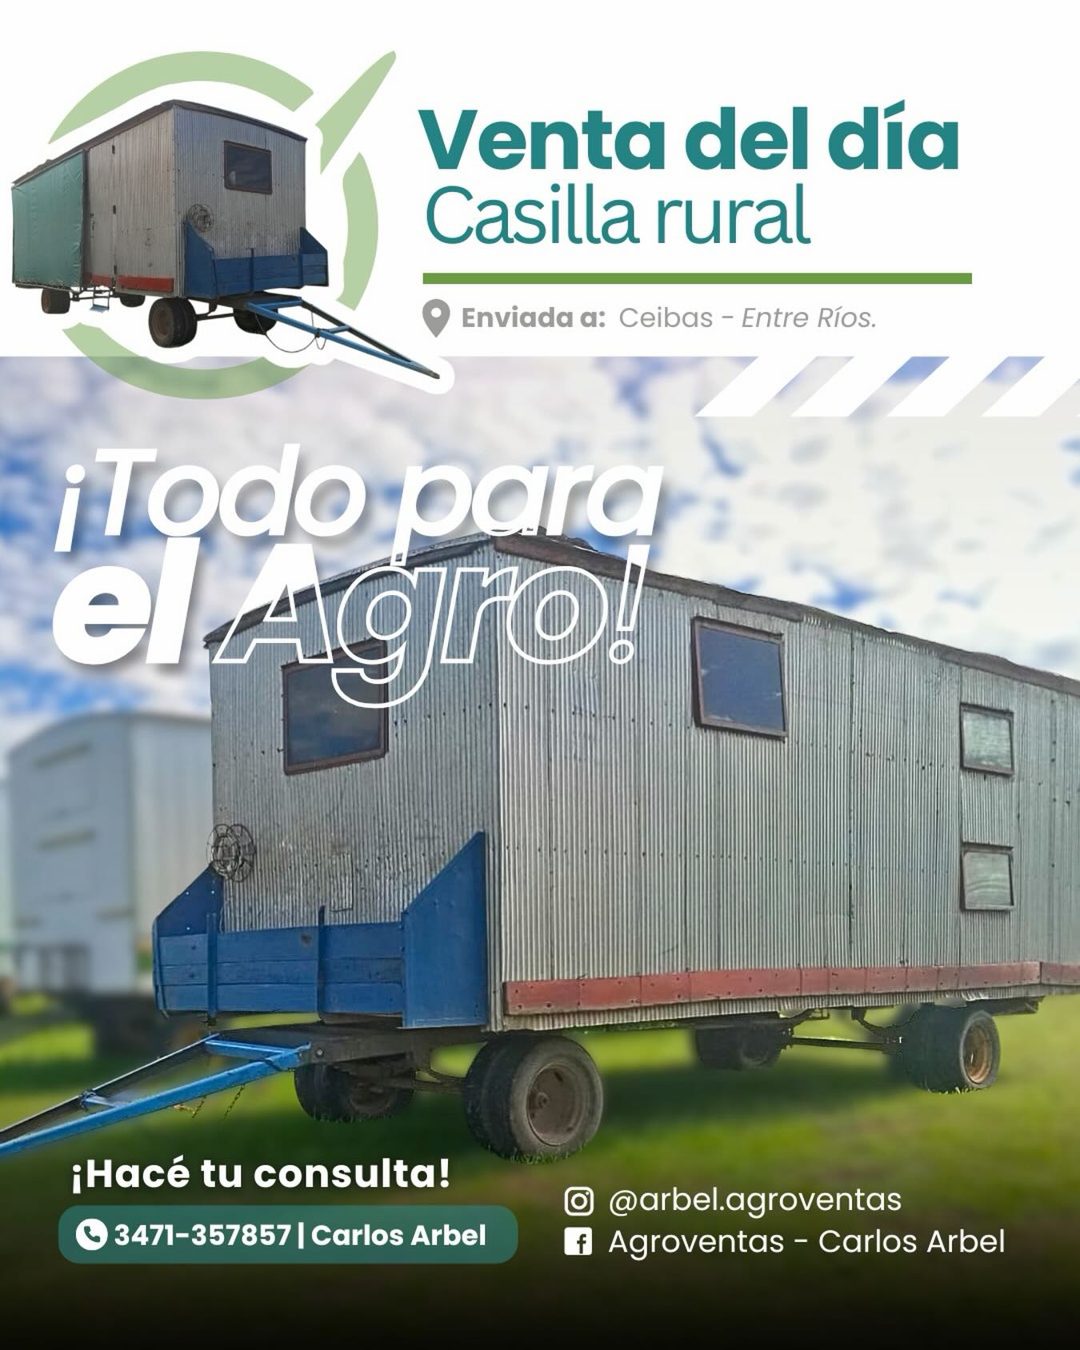 Venta del día
Casilla rural
Enviada a: Ceibas - Entre Ríos.
¡Todo para
el Agro!
¡Hacé tu consulta!
3471-357857 | Carlos Arbel
@arbel.agroventas
Agroventas - Carlos Arbel